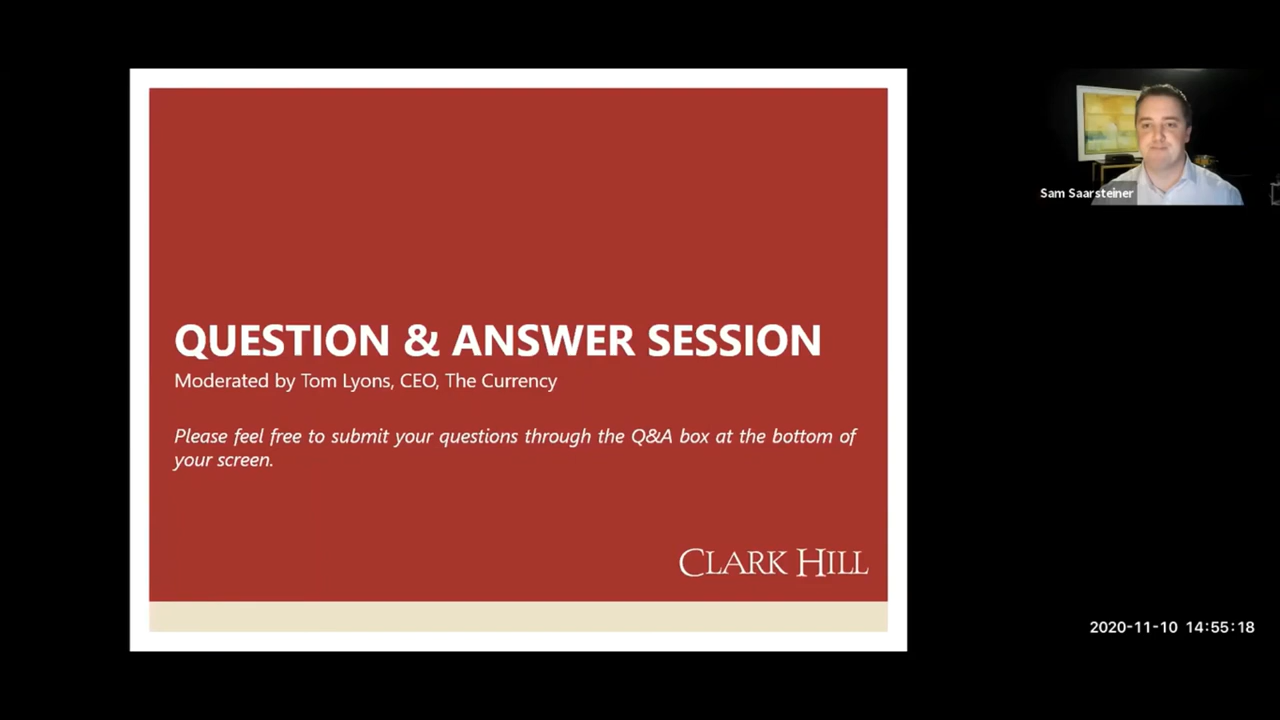 QUESTION & ANSWER SESSION
Moderated by Tom Lyons, CEO, The Currency
Please feel free to submit your questions through the Q&A box at the bottom of
your screen.
CLARK HILL
Sam Saarsteiner
2020-11-10 14:55:18